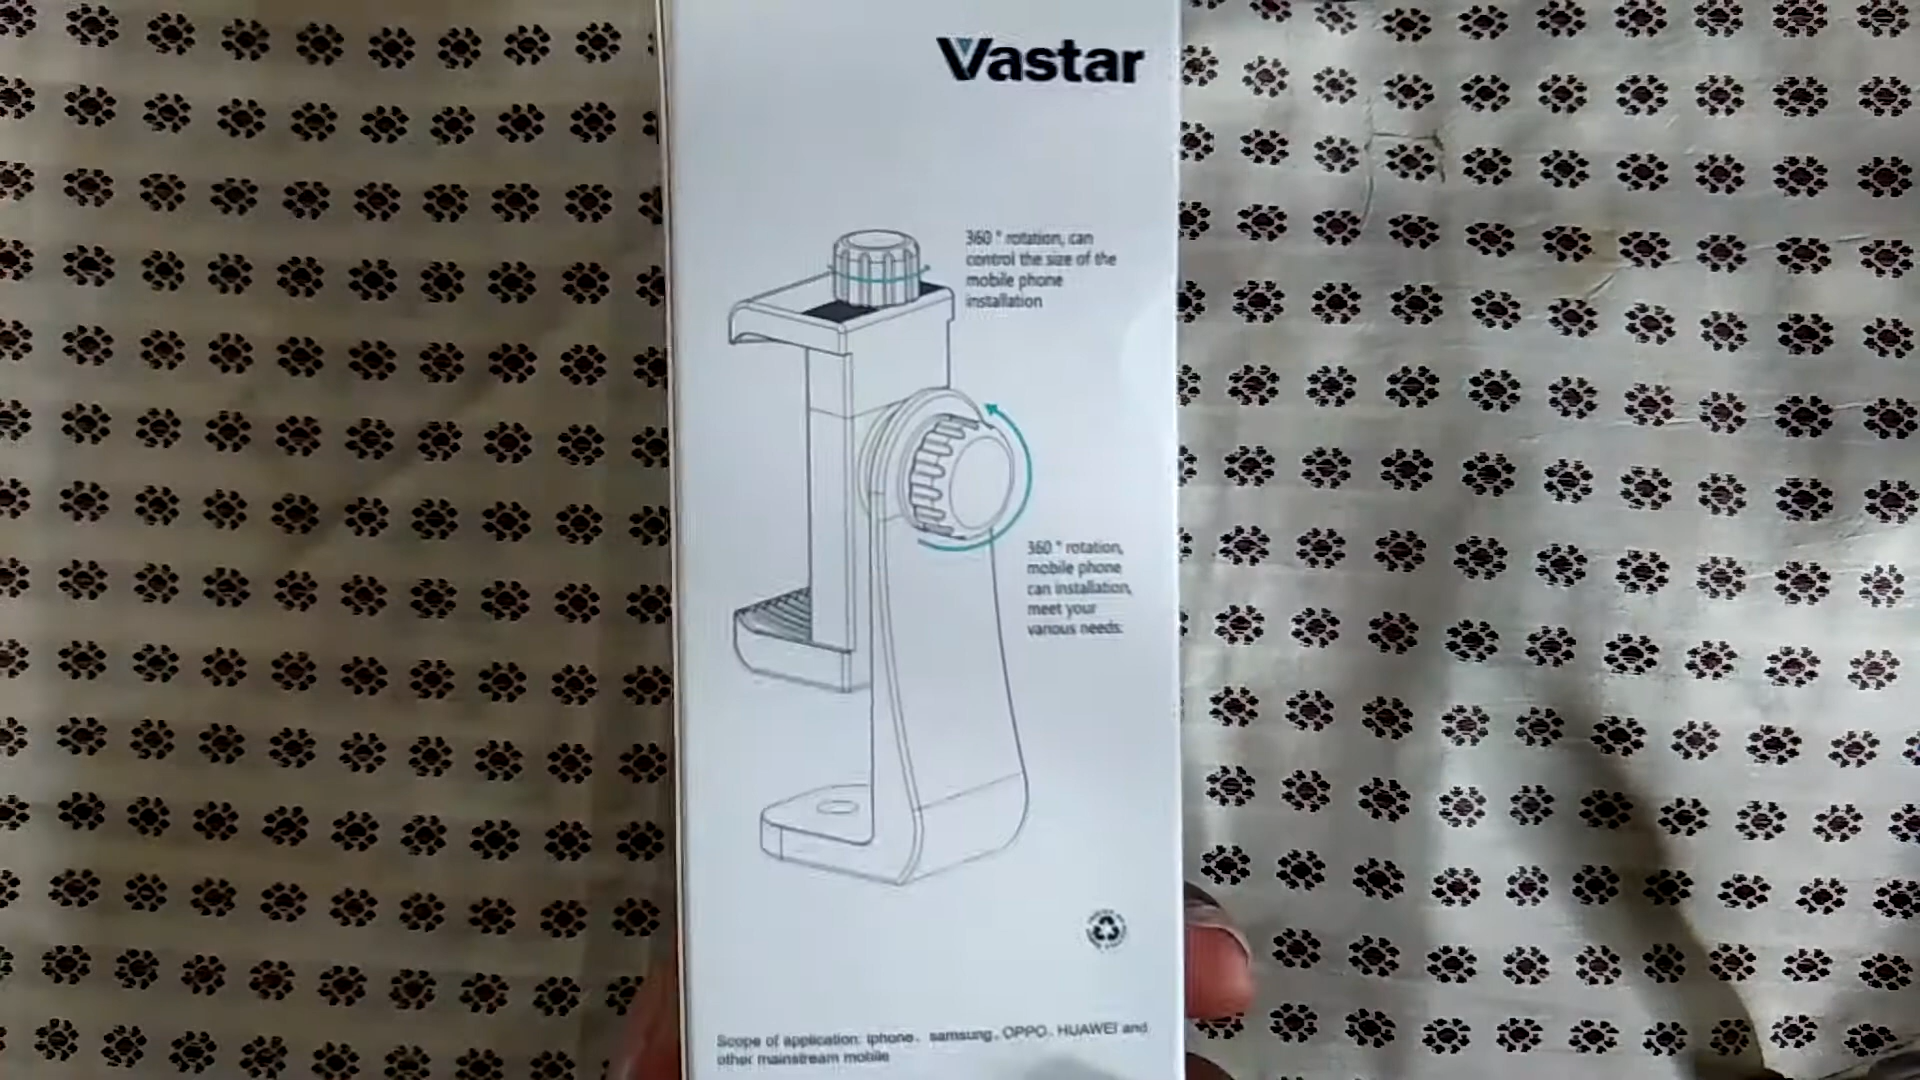 Vastar
360 ° rotation, can
control the size of the
mobile phone
installation
360 ° rotation,
mobile phone
can installation,
meet your
various needs.
Scope of application: iphone、samsung、OPPO、HUAWEI and
other mainstream mobile